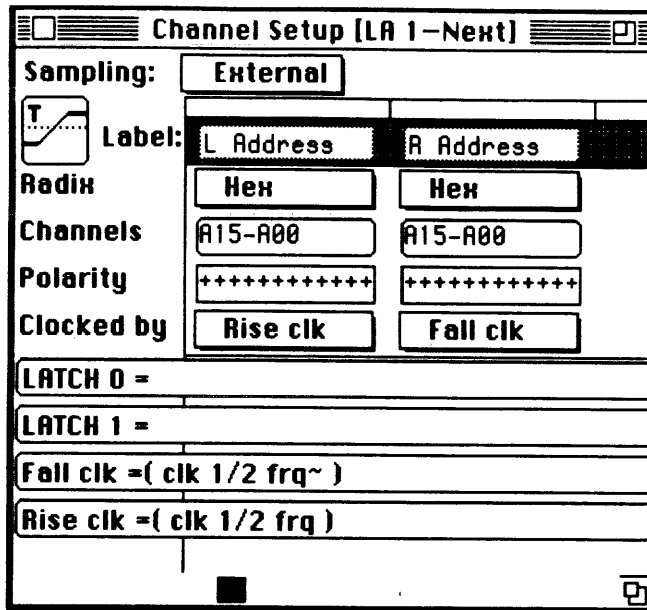 Channel Setup [LA 1-Next]
Sampling: External
T
Label: L Address R Address
Radix Hex Hex
Channels A15-A00 A15-A00
Polarity ++++++++++++ ++++++++++++
Clocked by Rise clk Fall clk
LATCH 0 =
LATCH 1 =
Fall clk =( clk 1/2 frq~ )
Rise clk =( clk 1/2 frq )